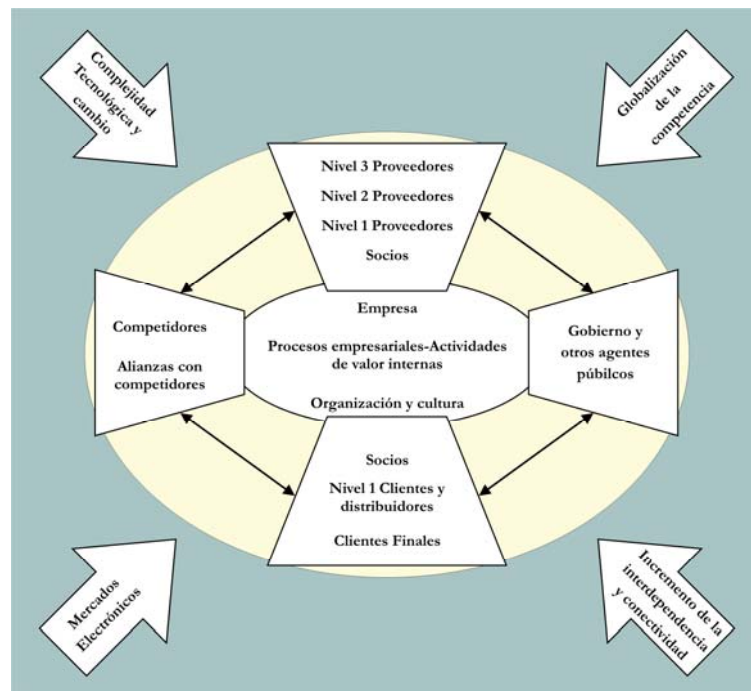 Complejidad
Tecnológica y
cambio
Globalización
de la
competencia
Nivel 3 Proveedores
Nivel 2 Proveedores
Nivel 1 Proveedores
Socios
Competidores
Alianzas con
competidores
Empresa
Procesos empresariales-Actividades
de valor internas
Organización y cultura
Gobierno y
otros agentes
púbilcos
Socios
Nivel 1 Clientes y
distribuidores
Clientes Finales
Mercados
Electrónicos
Incremento de la
interdependencia
y conectividad